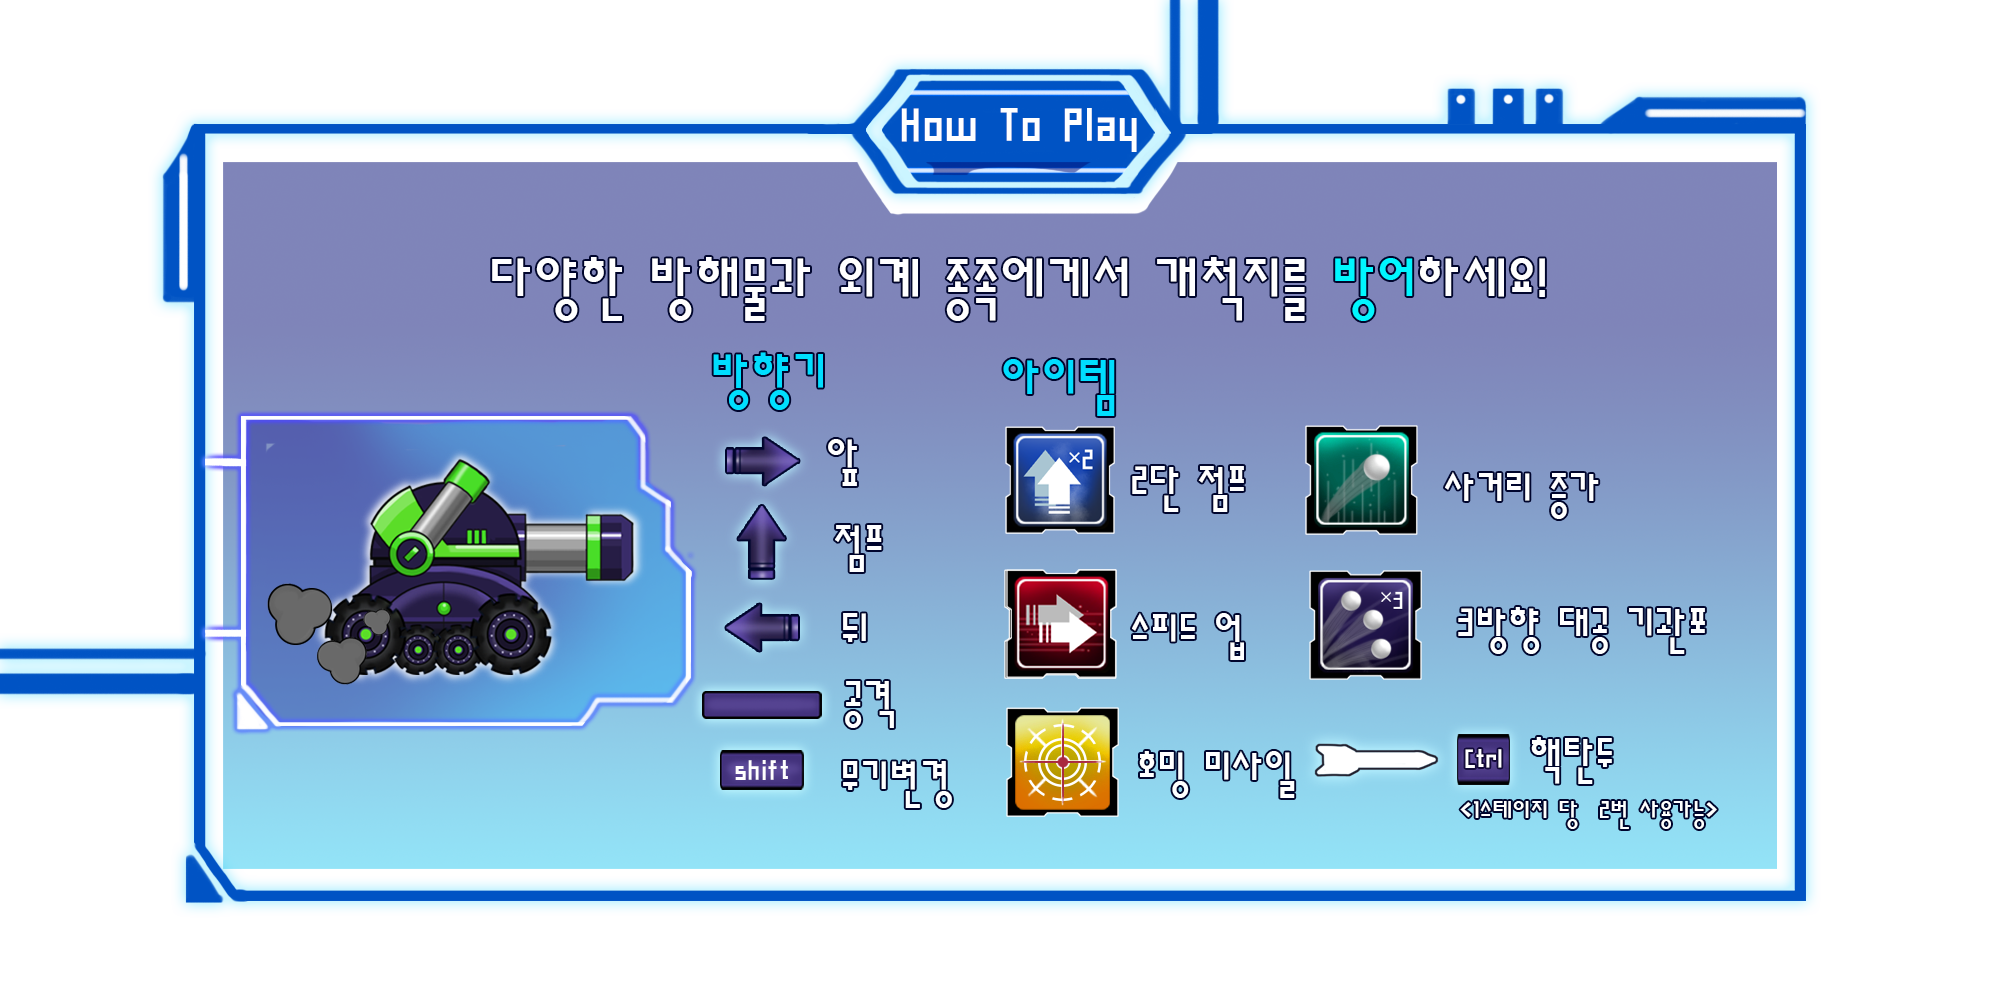 How To Play
다양한 방해물과 외계 종족에게서 개척지를 방어하세요!
방향기
앞
점프
뒤
공격
shift 무기변경
아이템
×2 2단 점프
사거리 증가
스피드 업
×3 3방향 대공 기관포
호밍 미사일
Ctrl 핵탄두
<1스테이지 당 2번 사용가능>